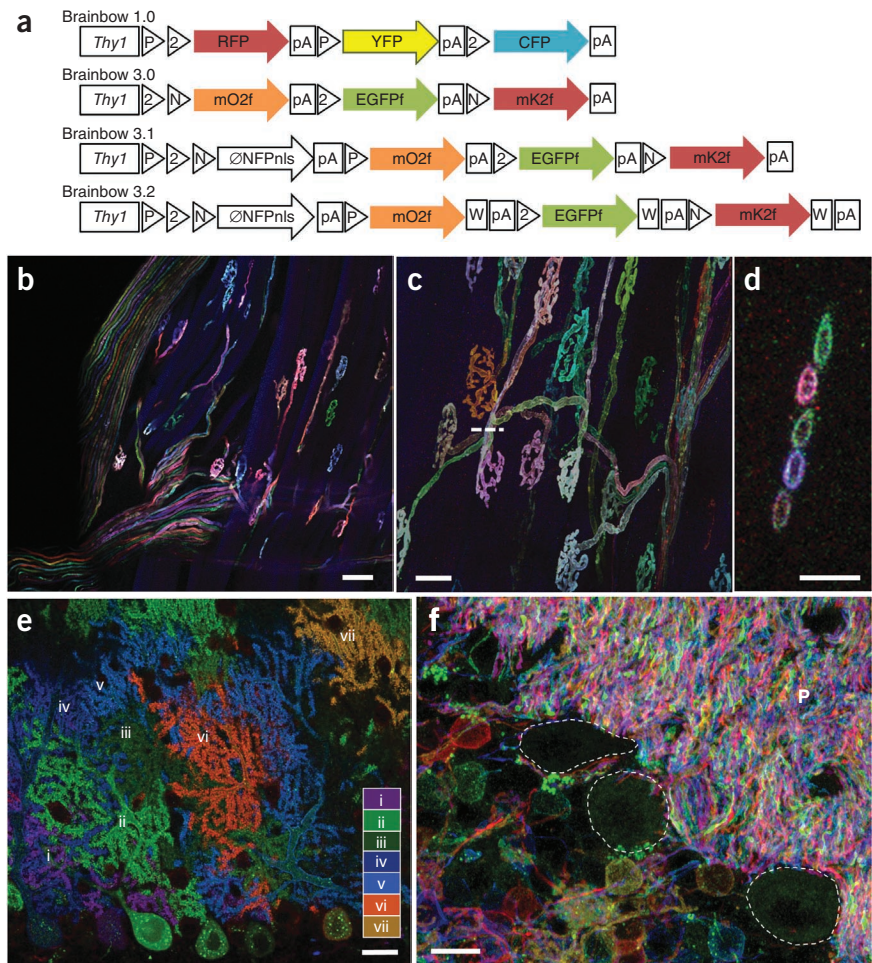 a
Brainbow 1.0
Thy1 P 2 RFP pA P YFP pA 2 CFP pA
Brainbow 3.0
Thy1 2 N mO2f pA 2 EGFPf pA N mK2f pA
Brainbow 3.1
Thy1 P 2 N ∅NFPnls pA P mO2f pA 2 EGFPf pA N mK2f pA
Brainbow 3.2
Thy1 P 2 N ∅NFPnls pA P mO2f W pA 2 EGFPf W pA N mK2f W pA
b
c
d
e
vii
v
iv
iii
vi
ii
i
i
ii
iii
iv
v
vi
vii
f
P